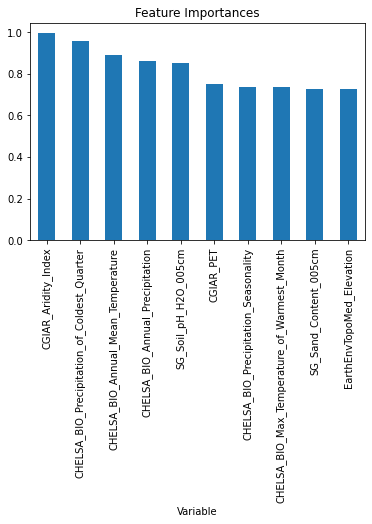 Feature Importances
1.0
0.8
0.6
0.4
0.2
0.0
CGIAR_Aridity_Index
CHELSA_BIO_Precipitation_of_Coldest_Quarter
CHELSA_BIO_Annual_Mean_Temperature
CHELSA_BIO_Annual_Precipitation
SG_Soil_pH_H2O_005cm
CGIAR_PET
CHELSA_BIO_Precipitation_Seasonality
CHELSA_BIO_Max_Temperature_of_Warmest_Month
SG_Sand_Content_005cm
EarthEnvTopoMed_Elevation
Variable